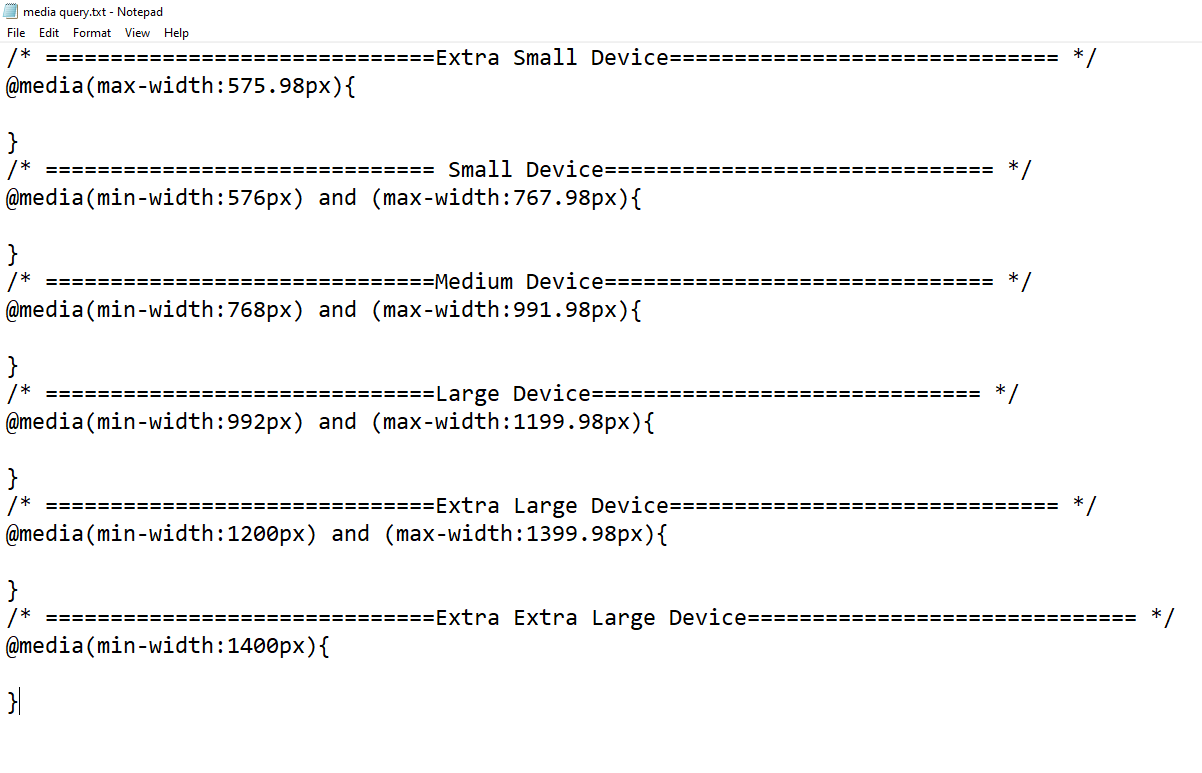 media query.txt - Notepad
File Edit Format View Help
/* ==============================Extra Small Device============================== */
@media(max-width:575.98px){
}
/* ============================== Small Device============================== */
@media(min-width:576px) and (max-width:767.98px){
}
/* ==============================Medium Device============================== */
@media(min-width:768px) and (max-width:991.98px){
}
/* ==============================Large Device============================== */
@media(min-width:992px) and (max-width:1199.98px){
}
/* ==============================Extra Large Device============================== */
@media(min-width:1200px) and (max-width:1399.98px){
}
/* ==============================Extra Extra Large Device============================== */
@media(min-width:1400px){
}